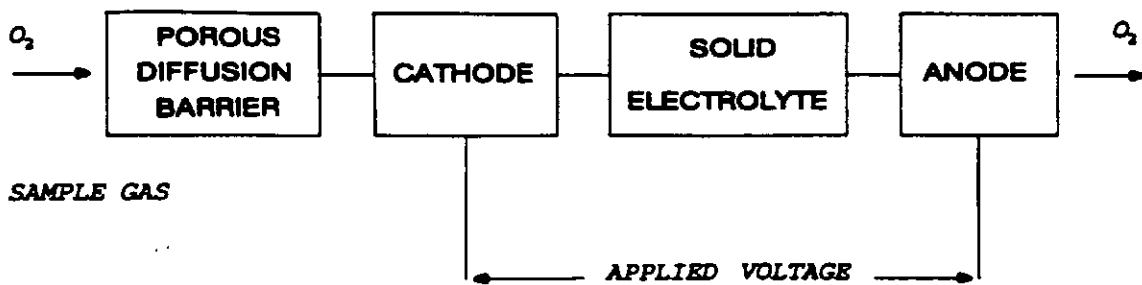 O₂
POROUS
DIFFUSION
BARRIER
CATHODE
SOLID
ELECTROLYTE
ANODE
O₂
SAMPLE GAS
APPLIED VOLTAGE